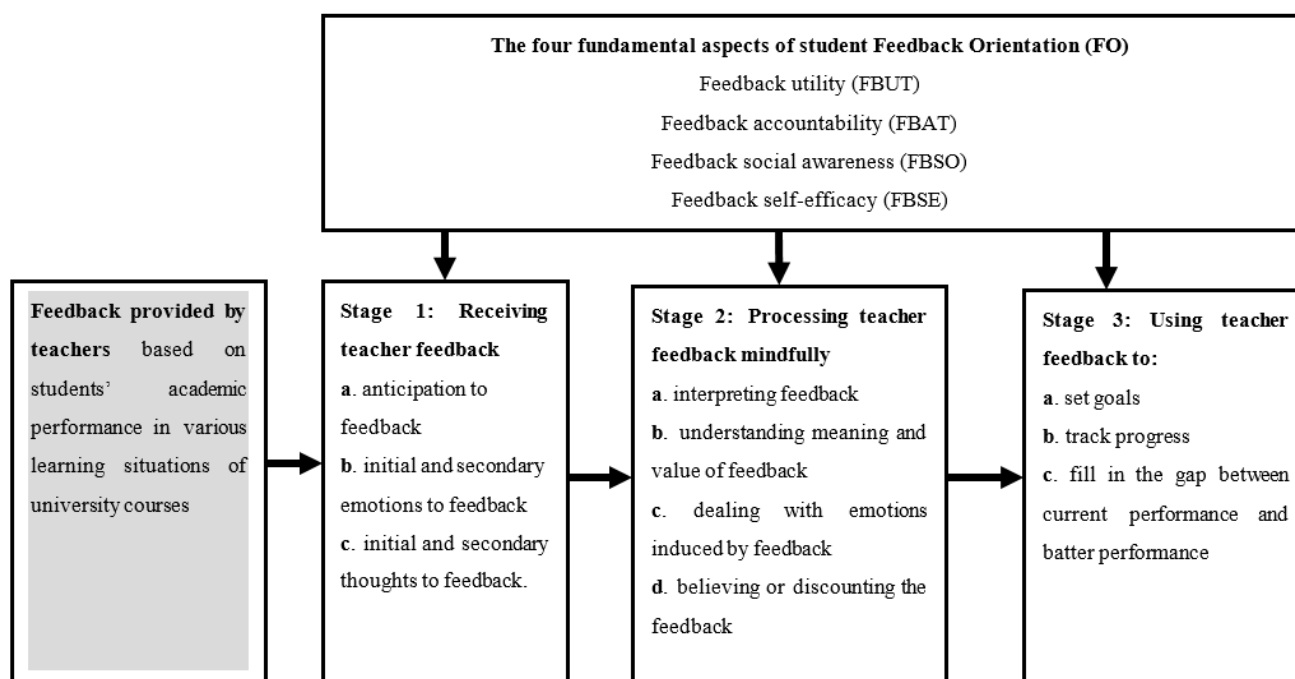 The four fundamental aspects of student Feedback Orientation (FO)
Feedback utility (FBUT)
Feedback accountability (FBAT)
Feedback social awareness (FBSO)
Feedback self-efficacy (FBSE)
Feedback provided by
teachers based on
students’ academic
performance in various
learning situations of
university courses
Stage 1: Receiving
teacher feedback
a. anticipation to
feedback
b. initial and secondary
emotions to feedback
c. initial and secondary
thoughts to feedback.
Stage 2: Processing teacher
feedback mindfully
a. interpreting feedback
b. understanding meaning and
value of feedback
c. dealing with emotions
induced by feedback
d. believing or discounting the
feedback
Stage 3: Using teacher
feedback to:
a. set goals
b. track progress
c. fill in the gap between
current performance and
batter performance